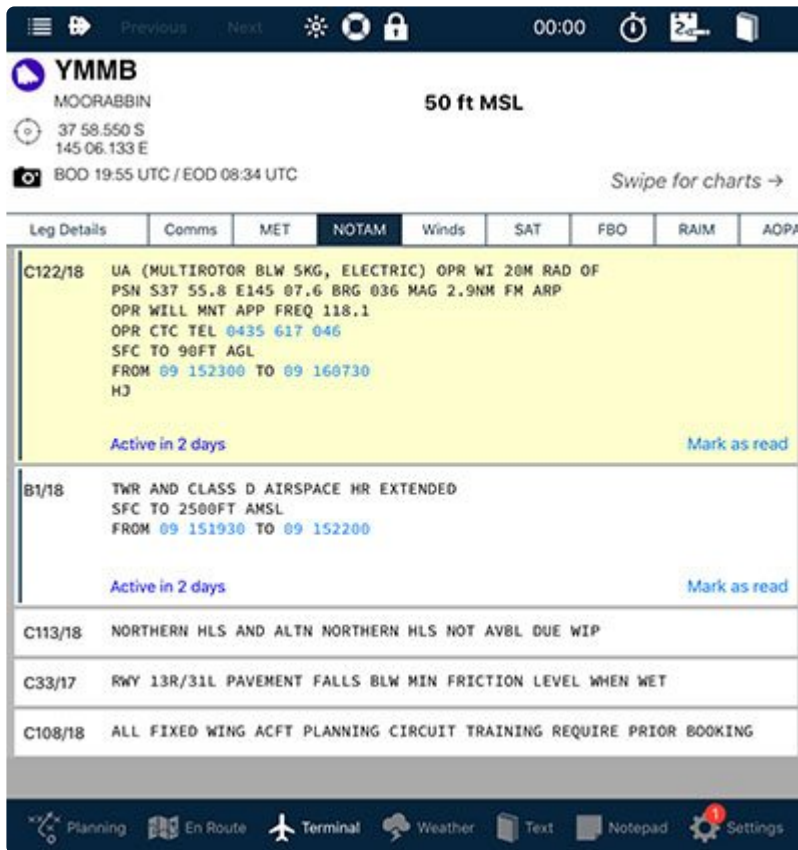 Previous Next 00:00
YMMB
MOORABBIN
50 ft MSL
37 58.550 S
145 06.133 E
BOD 19:55 UTC / EOD 08:34 UTC
Swipe for charts →
Leg Details Comms MET NOTAM Winds SAT FBO RAIM AOPA
C122/18 UA (MULTIROTOR BLW 5KG, ELECTRIC) OPR WI 20M RAD OF
PSN S37 55.8 E145 07.6 BRG 036 MAG 2.9NM FM ARP
OPR WILL MNT APP FREQ 118.1
OPR CTC TEL 0435 617 046
SFC TO 90FT AGL
FROM 09 152300 TO 09 160730
HJ
Active in 2 days Mark as read
B1/18 TWR AND CLASS D AIRSPACE HR EXTENDED
SFC TO 2500FT AMSL
FROM 09 151930 TO 09 152200
Active in 2 days Mark as read
C113/18 NORTHERN HLS AND ALTN NORTHERN HLS NOT AVBL DUE WIP
C33/17 RWY 13R/31L PAVEMENT FALLS BLW MIN FRICTION LEVEL WHEN WET
C108/18 ALL FIXED WING ACFT PLANNING CIRCUIT TRAINING REQUIRE PRIOR BOOKING
1
Planning En Route Terminal Weather Text Notepad Settings